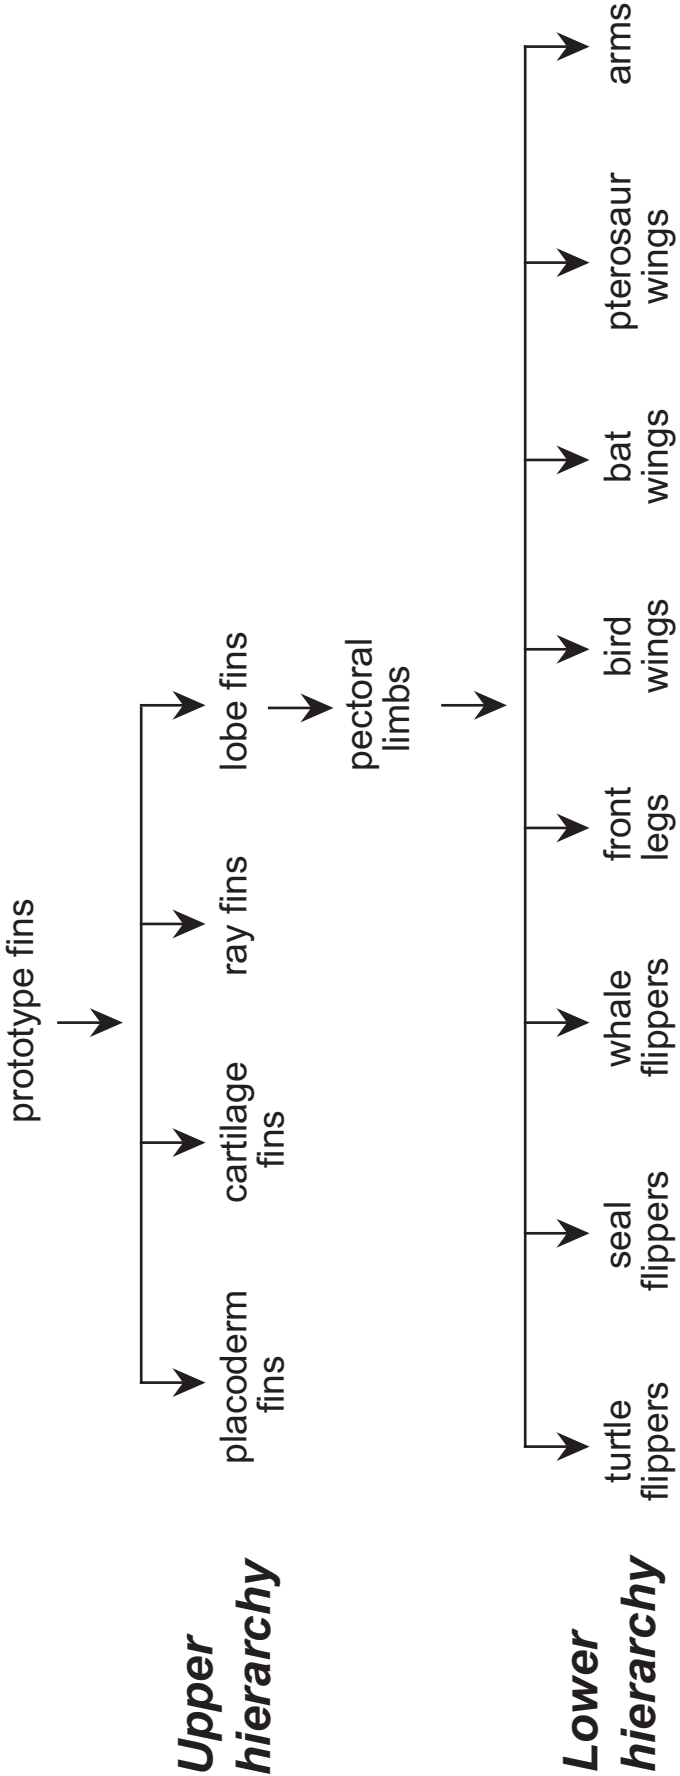 prototype fins
Upper
hierarchy
placoderm
fins
cartilage
fins
ray fins
lobe fins
pectoral
limbs
Lower
hierarchy
turtle
flippers
seal
flippers
whale
flippers
front
legs
bird
wings
bat
wings
pterosaur
wings
arms